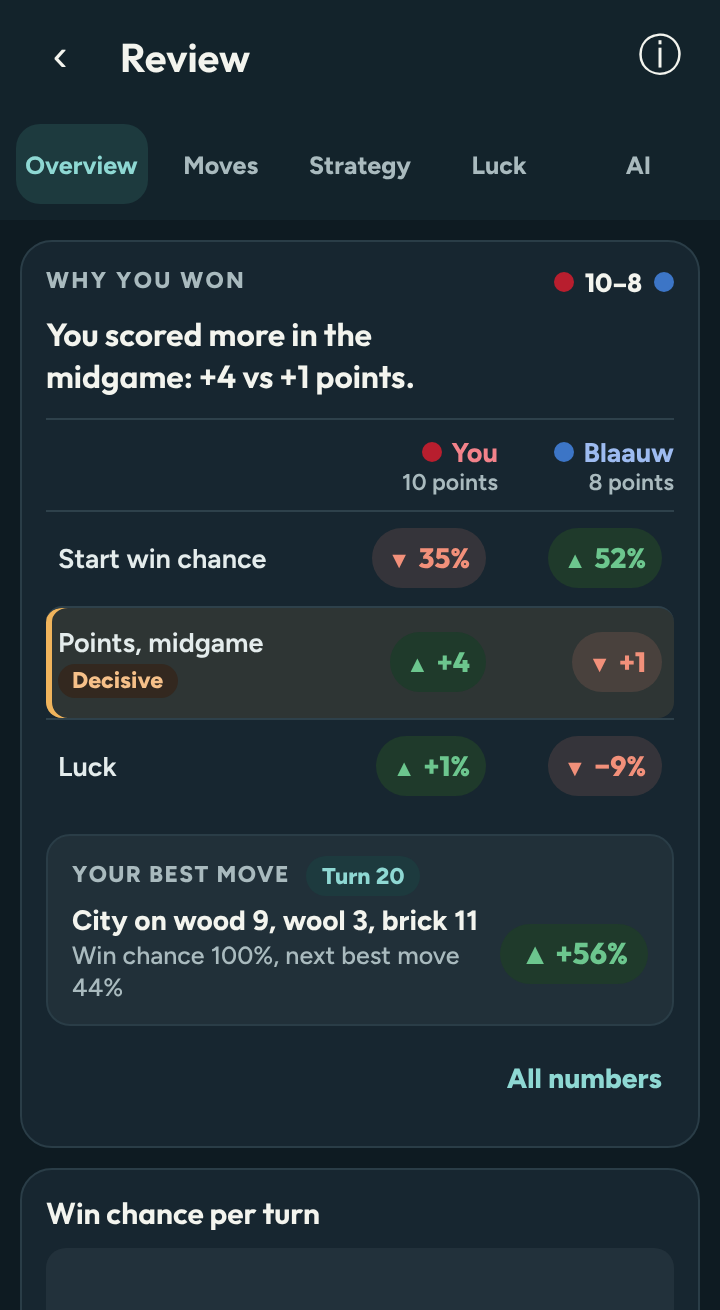 Review
Overview Moves Strategy Luck AI
WHY YOU WON 10–8
You scored more in the
midgame: +4 vs +1 points.
You Blaauw
10 points 8 points
Start win chance ▼ 35% ▲ 52%
Points, midgame ▲ +4 ▼ +1
Decisive
Luck ▲ +1% ▼ −9%
YOUR BEST MOVE Turn 20
City on wood 9, wool 3, brick 11
Win chance 100%, next best move
44%
▲ +56%
All numbers
Win chance per turn